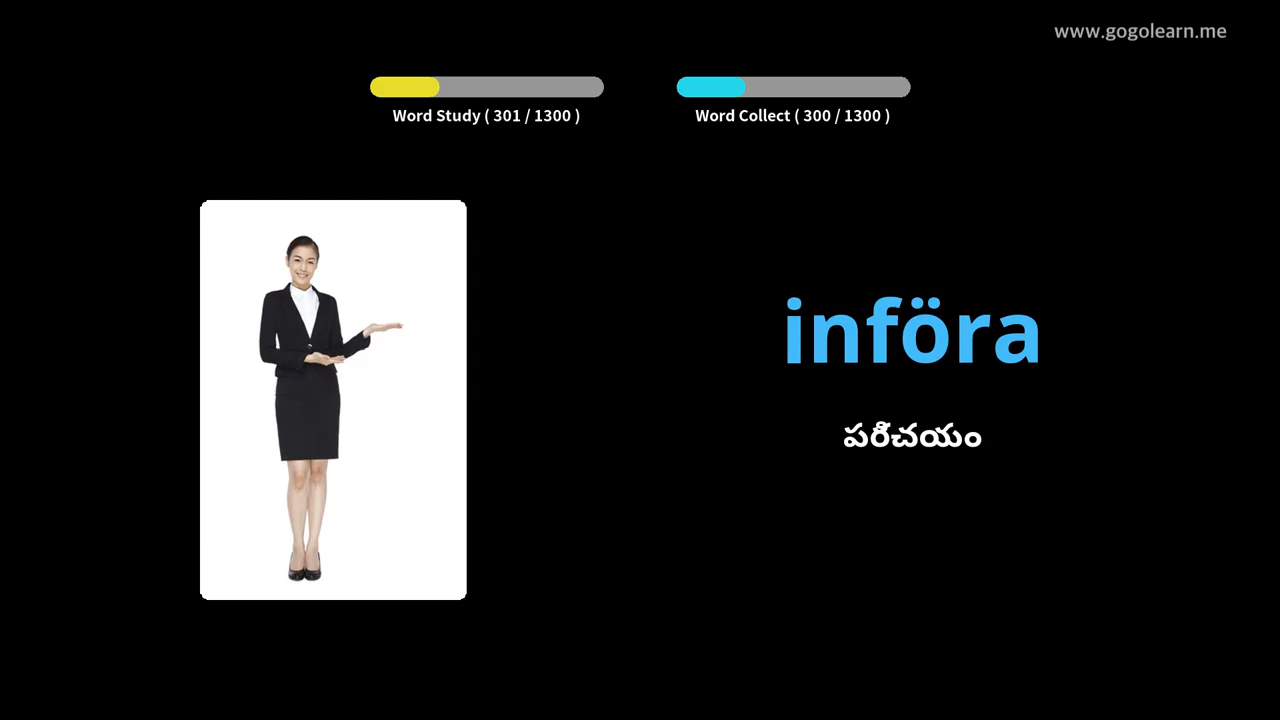 www.gogolearn.me
Word Study ( 301 / 1300 )
Word Collect ( 300 / 1300 )
införa
పరిచయం